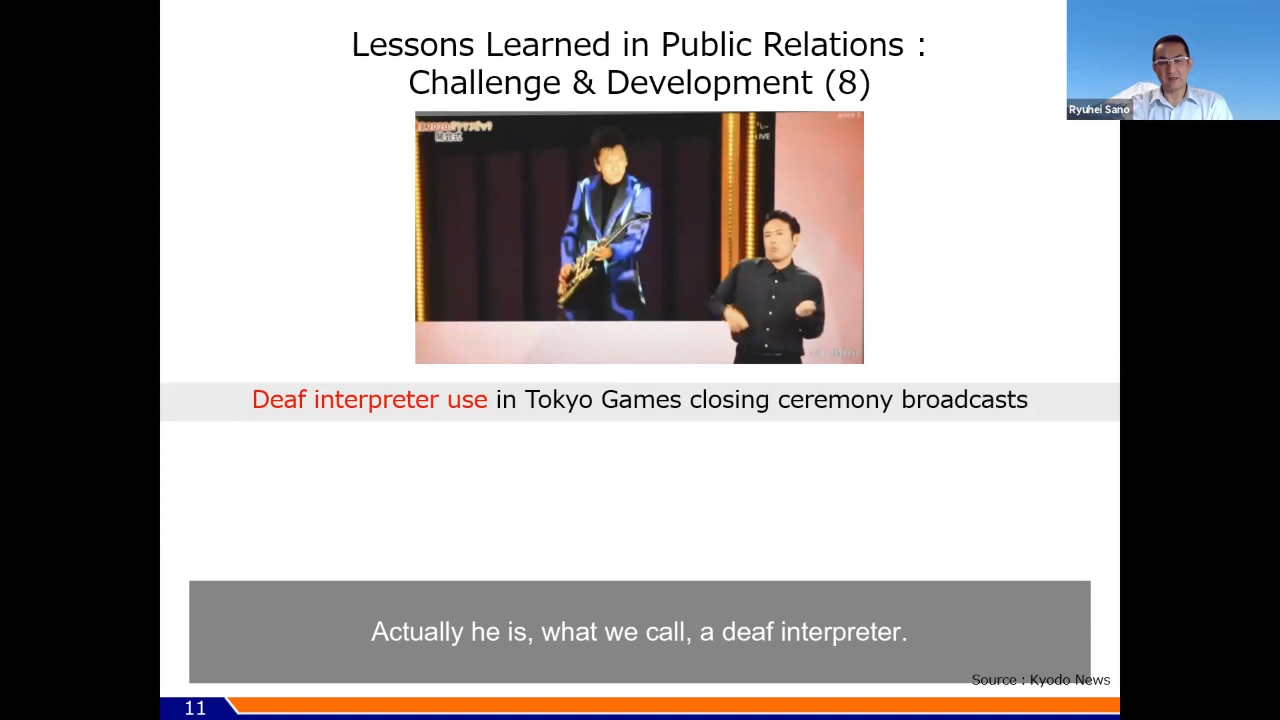 Lessons Learned in Public Relations :
Challenge & Development (8)
Ryuhei Sano
LIVE
Deaf interpreter use in Tokyo Games closing ceremony broadcasts
Actually he is, what we call, a deaf interpreter.
Source : Kyodo News
11